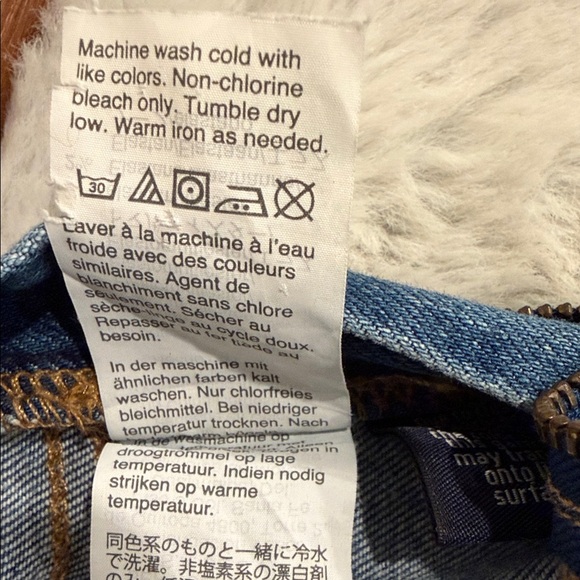 Machine wash cold with
like colors. Non-chlorine
bleach only. Tumble dry
low. Warm iron as needed.
30
Laver à la machine à l'eau
froide avec des couleurs
similaires. Agent de
blanchiment sans chlore
seulement. Sécher au
sèche-linge au cycle doux.
Repasser au fer tiède au
besoin.
In der maschine mit
ähnlichen farben kalt
waschen. Nur chlorfreies
bleichmittel. Bei niedriger
temperatur trocknen. Nach
droogtrommel op lage
temperatuur. Indien nodig
strijken op warme
temperatuur.
同色系のものと一緒に冷水
で洗濯。非塩素系の漂白剤
may
onto